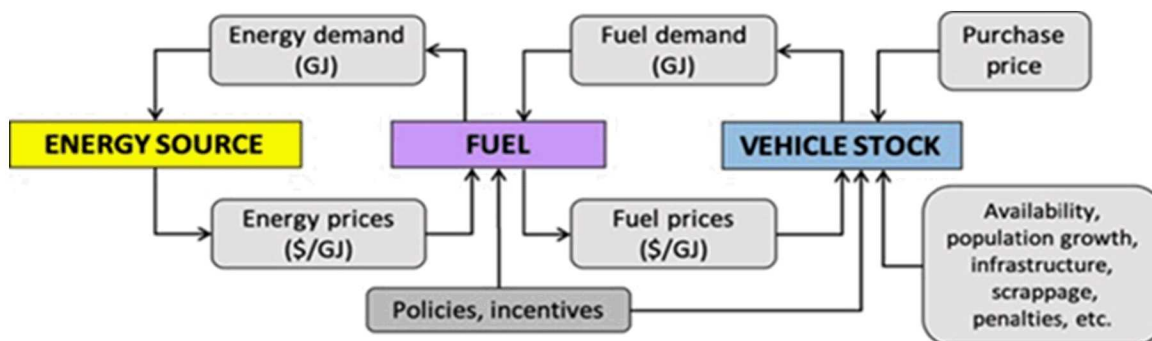 Energy demand
(GJ)
Fuel demand
(GJ)
Purchase
price
ENERGY SOURCE
FUEL
VEHICLE STOCK
Energy prices
($/GJ)
Fuel prices
($/GJ)
Availability,
population growth,
infrastructure,
scrappage,
penalties, etc.
Policies, incentives